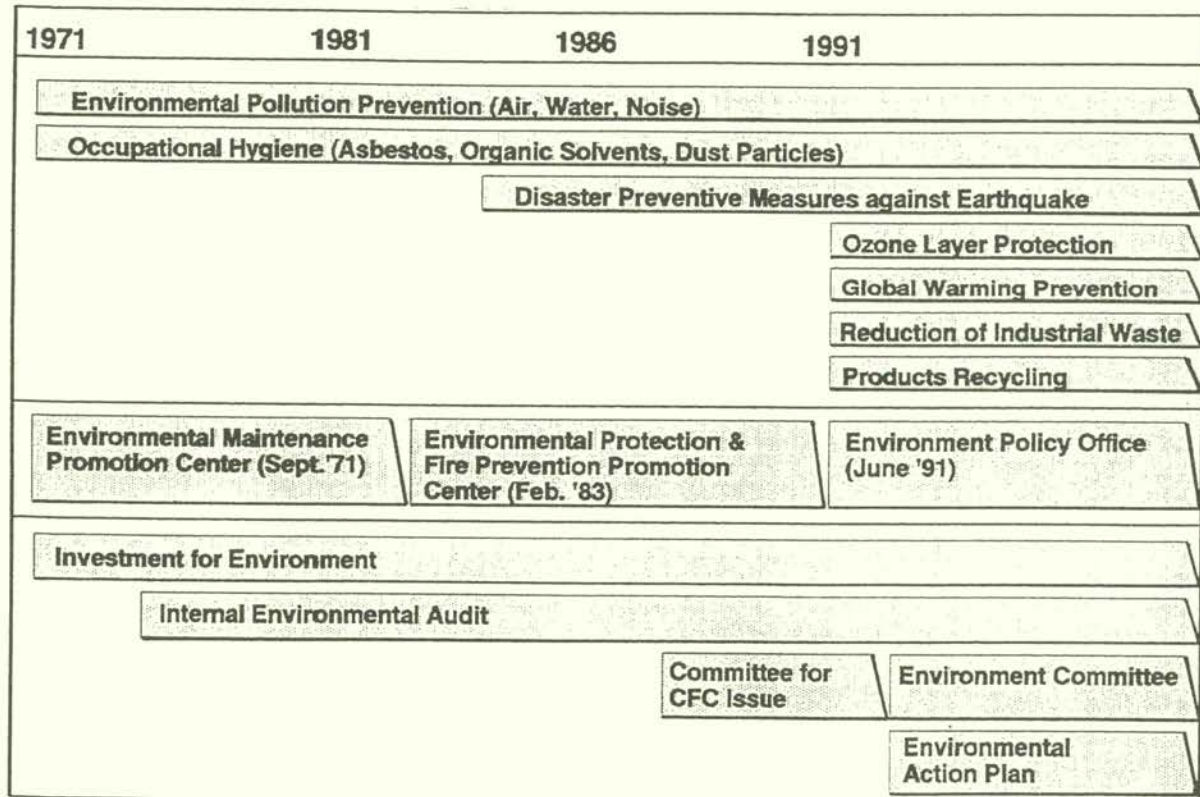 1971 1981 1986 1991
Environmental Pollution Prevention (Air, Water, Noise)
Occupational Hygiene (Asbestos, Organic Solvents, Dust Particles)
Disaster Preventive Measures against Earthquake
Ozone Layer Protection
Global Warming Prevention
Reduction of Industrial Waste
Products Recycling
Environmental Maintenance
Promotion Center (Sept.'71)
Environmental Protection &
Fire Prevention Promotion
Center (Feb. '83)
Environment Policy Office
(June '91)
Investment for Environment
Internal Environmental Audit
Committee for
CFC Issue
Environment Committee
Environmental
Action Plan